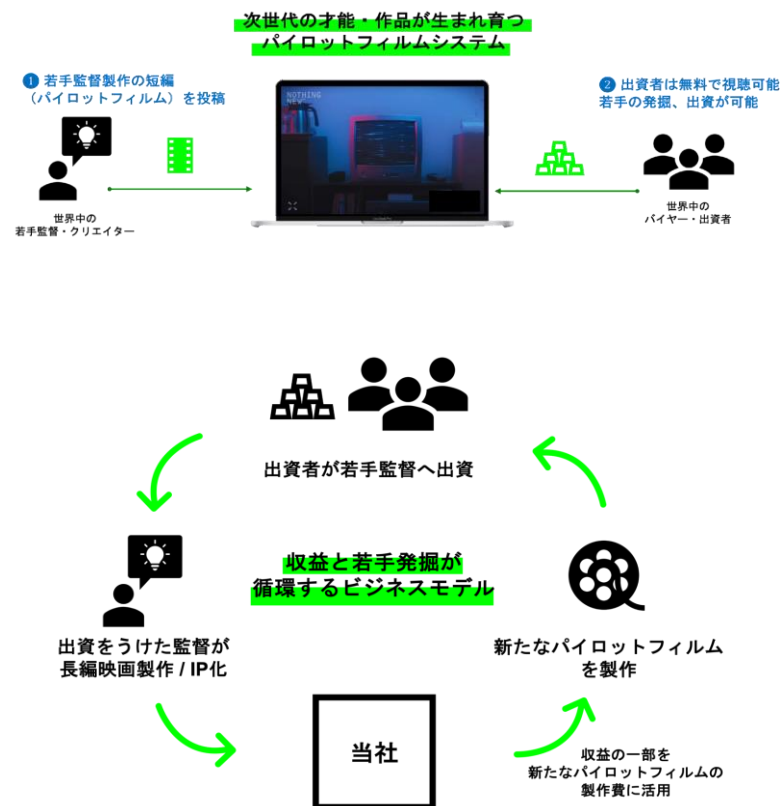 次世代の才能・作品が生まれ育つ
パイロットフィルムシステム
❶ 若手監督製作の短編
（パイロットフィルム）を投稿
❷ 出資者は無料で視聴可能
若手の発掘、出資が可能
NOTHING
NEW
世界中の
若手監督・クリエイター
世界中の
バイヤー・出資者
出資者が若手監督へ出資
収益と若手発掘が
循環するビジネスモデル
出資をうけた監督が
長編映画製作 / IP化
新たなパイロットフィルム
を製作
当社
収益の一部を
新たなパイロットフィルムの
製作費に活用